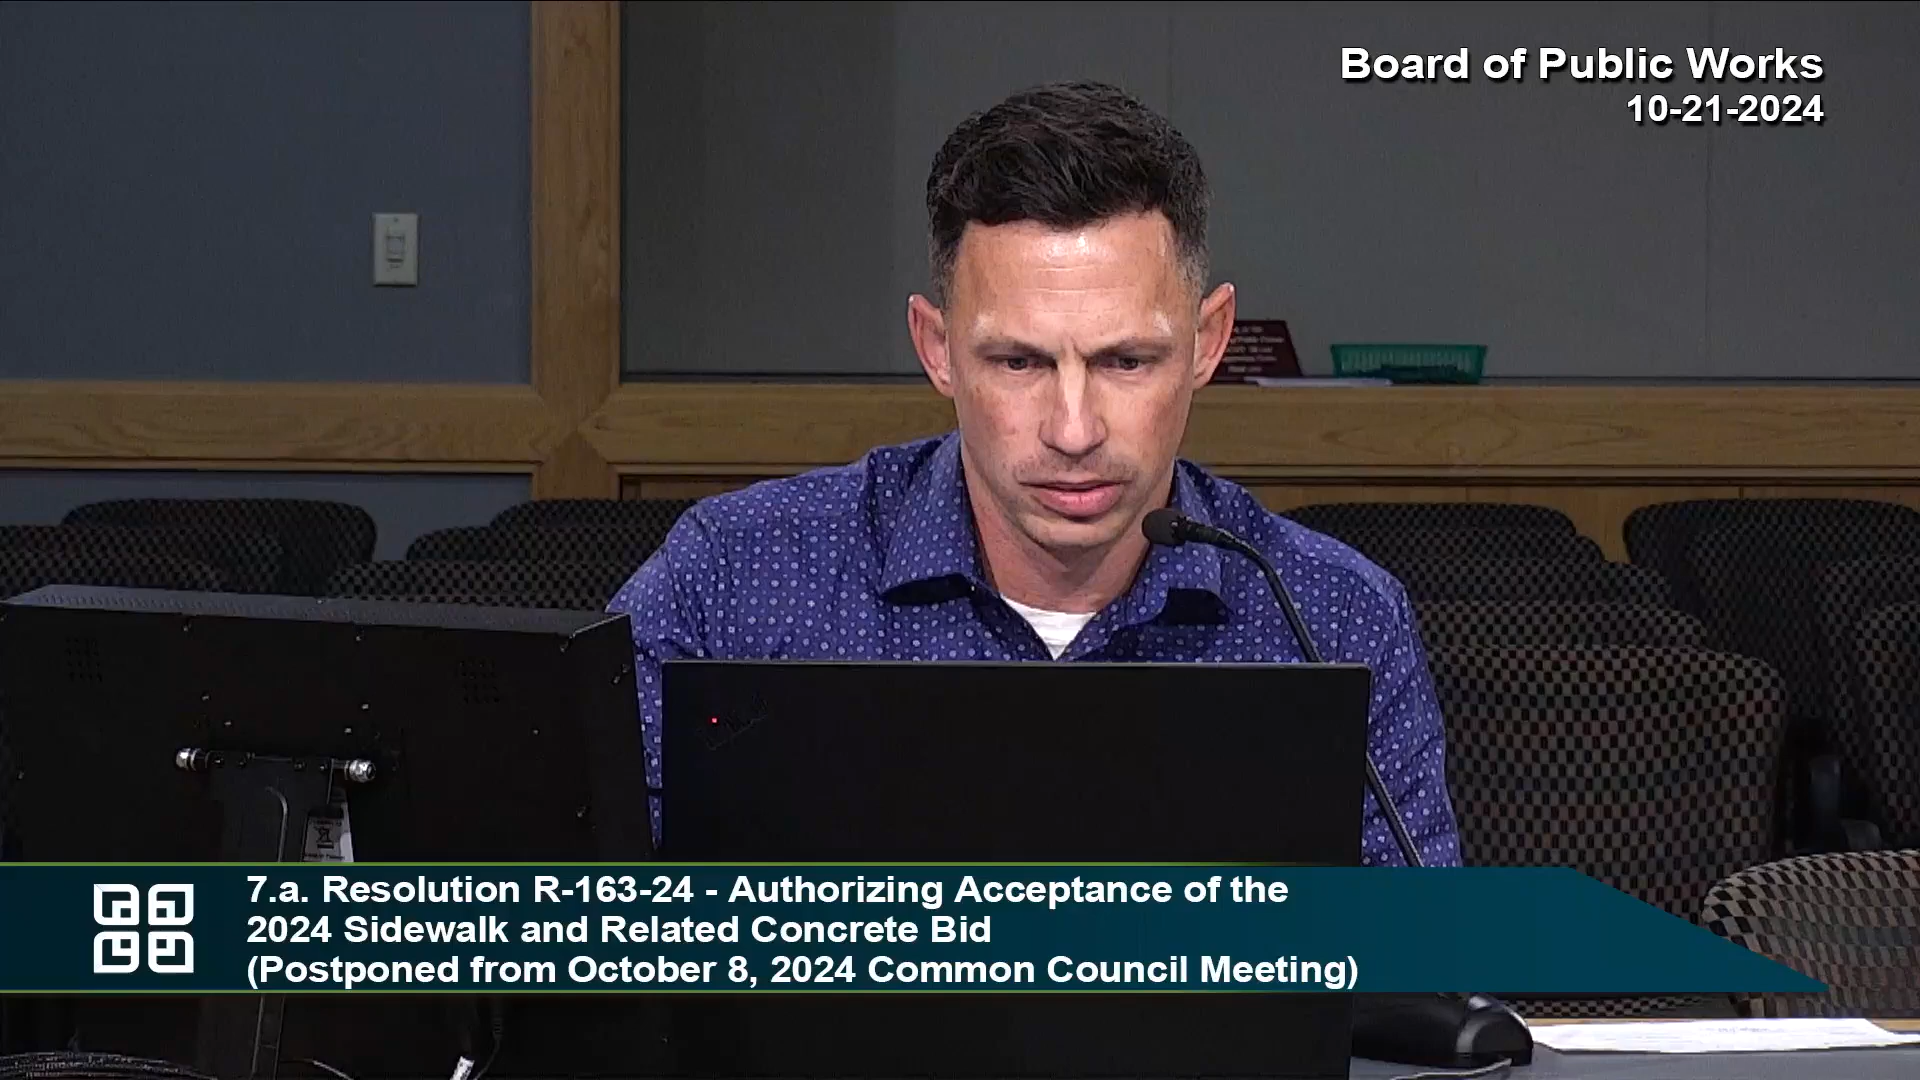 Board of Public Works
10-21-2024
7.a. Resolution R-163-24 - Authorizing Acceptance of the
2024 Sidewalk and Related Concrete Bid
(Postponed from October 8, 2024 Common Council Meeting)